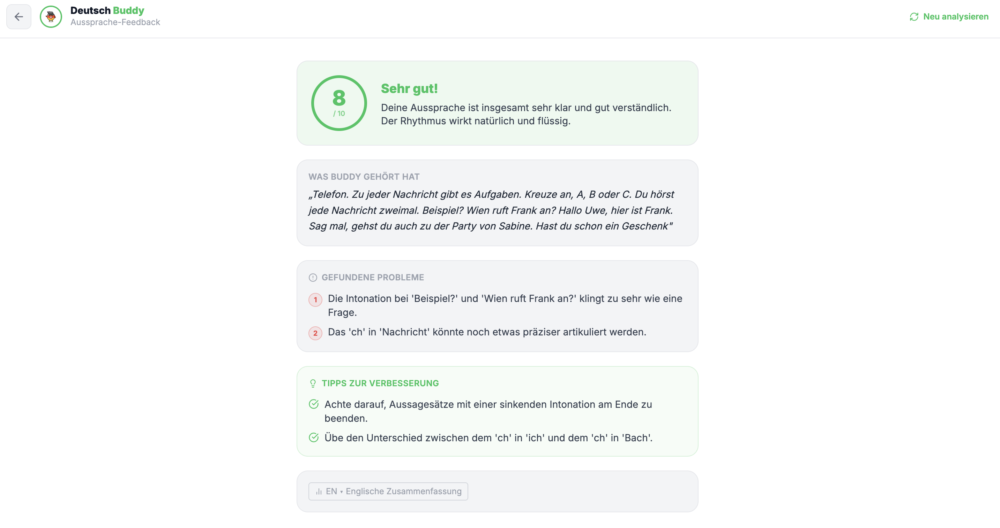 Deutsch Buddy
Aussprache-Feedback
Neu analysieren
8
/ 10
Sehr gut!
Deine Aussprache ist insgesamt sehr klar und gut verständlich.
Der Rhythmus wirkt natürlich und flüssig.
WAS BUDDY GEHÖRT HAT
„Telefon. Zu jeder Nachricht gibt es Aufgaben. Kreuze an, A, B oder C. Du hörst
jede Nachricht zweimal. Beispiel? Wien ruft Frank an? Hallo Uwe, hier ist Frank.
Sag mal, gehst du auch zu der Party von Sabine. Hast du schon ein Geschenk"
GEFUNDENE PROBLEME
1 Die Intonation bei 'Beispiel?' und 'Wien ruft Frank an?' klingt zu sehr wie eine
Frage.
2 Das 'ch' in 'Nachricht' könnte noch etwas präziser artikuliert werden.
TIPPS ZUR VERBESSERUNG
Achte darauf, Aussagesätze mit einer sinkenden Intonation am Ende zu
beenden.
Übe den Unterschied zwischen dem 'ch' in 'ich' und dem 'ch' in 'Bach'.
EN ▾ Englische Zusammenfassung